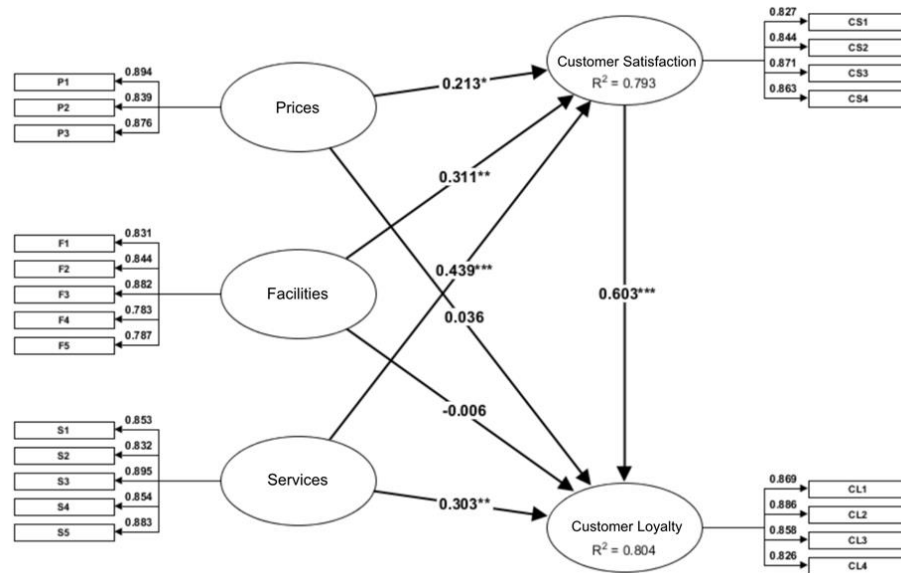 0.827
CS1
0.844
CS2
0.871
CS3
0.863
CS4
Customer Satisfaction
R² = 0.793
0.894
P1
0.839
P2
0.876
P3
Prices
0.213*
0.311**
0.831
F1
0.844
F2
0.882
F3
0.783
F4
0.787
F5
Facilities
0.439***
0.036
0.603***
-0.006
0.853
S1
0.832
S2
0.895
S3
0.854
S4
0.883
S5
Services
0.303**
Customer Loyalty
R² = 0.804
0.869
CL1
0.886
CL2
0.858
CL3
0.826
CL4